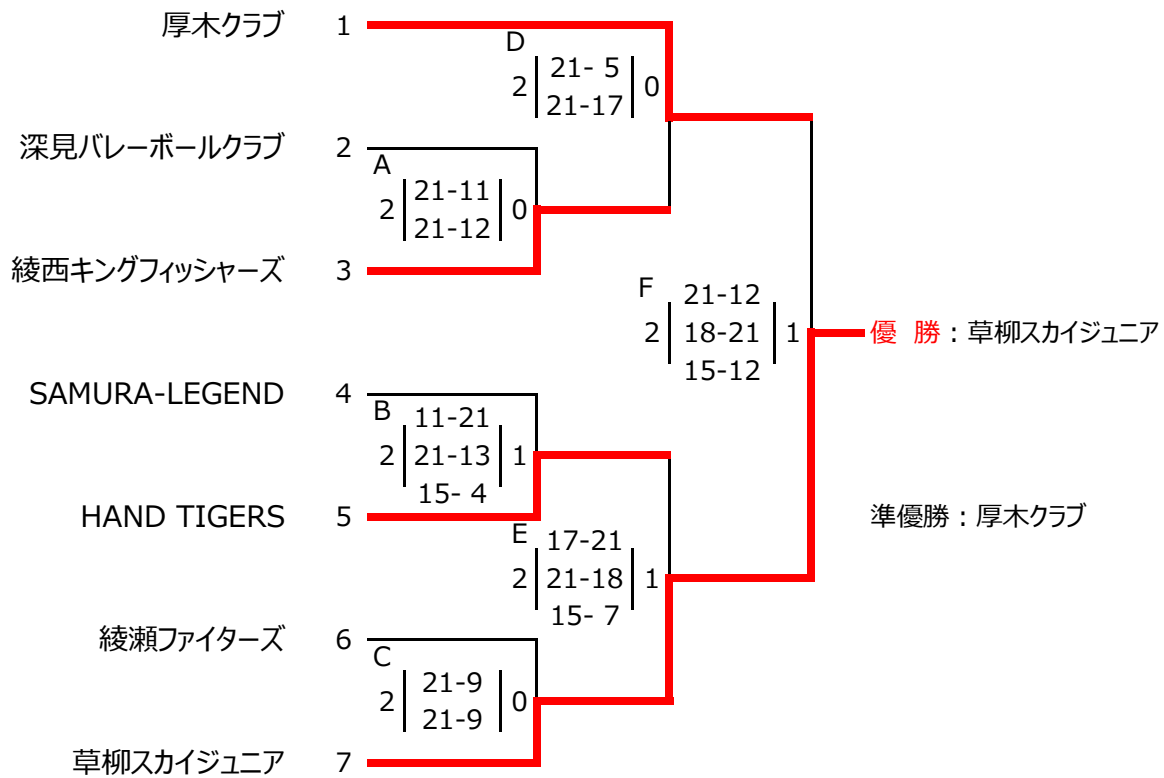 厚木クラブ 1
D
21- 5
2 0
21-17
深見バレーボールクラブ 2
A
21-11
2 0
21-12
綾西キングフィッシャーズ 3
F
21-12
2 18-21 1
15-12
優 勝：草柳スカイジュニア
SAMURA-LEGEND 4
B
11-21
2 21-13 1
15- 4
HAND TIGERS 5
準優勝：厚木クラブ
E
17-21
2 21-18 1
15- 7
綾瀬ファイターズ 6
C
21-9
2 0
21-9
草柳スカイジュニア 7